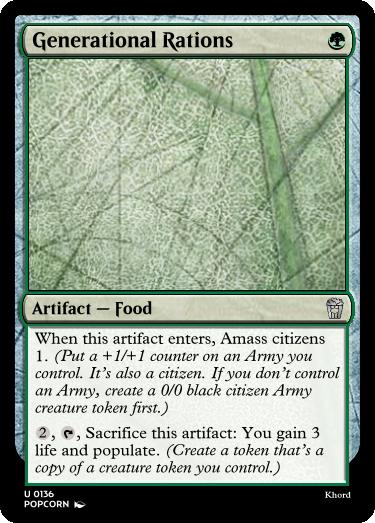 Generational Rations
Artifact — Food
When this artifact enters, Amass citizens
1. (Put a +1/+1 counter on an Army you
control. It's also a citizen. If you don't control
an Army, create a 0/0 black citizen Army
creature token first.)
2, , Sacrifice this artifact: You gain 3
life and populate. (Create a token that's a
copy of a creature token you control.)
U 0136
POPCORN
Khord